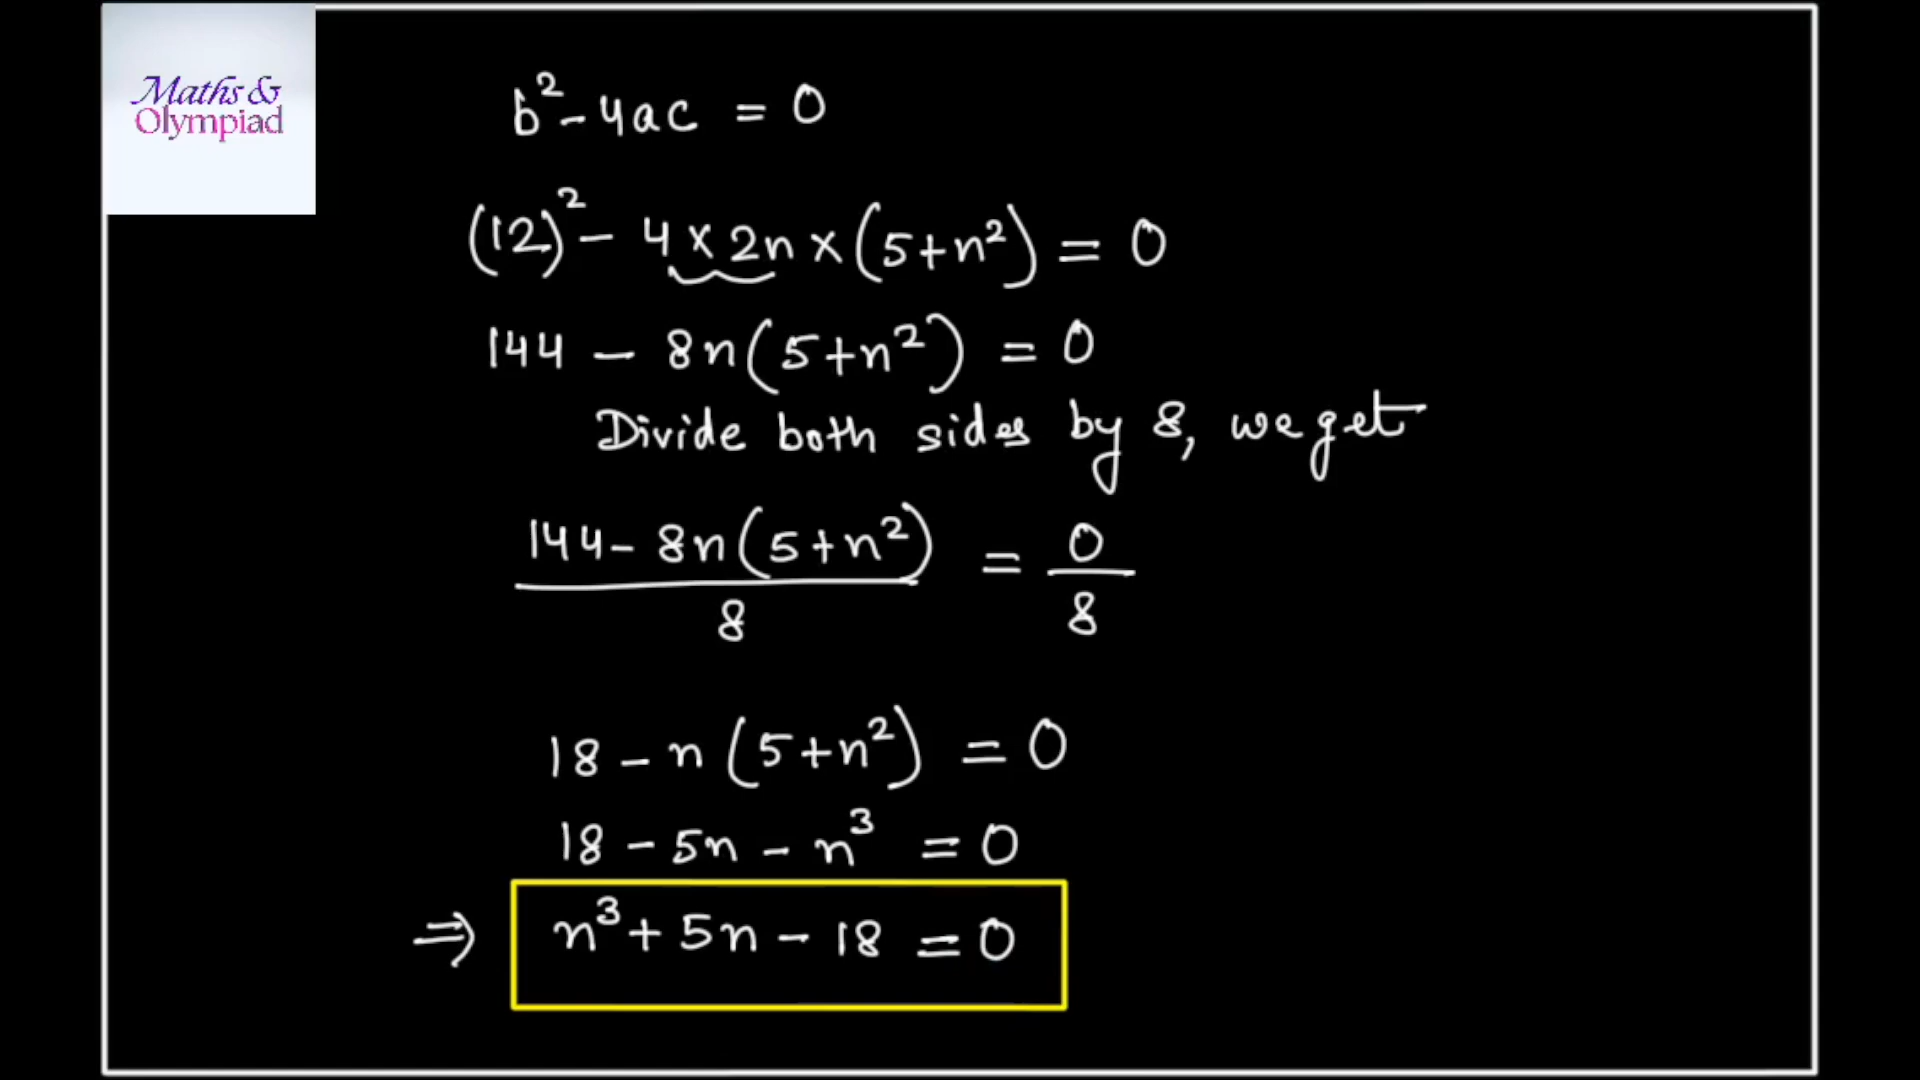 Maths &
Olympiad
b² - 4ac = 0
(12)² - 4 × 2n × (5+n²) = 0
144 - 8n(5+n²) = 0
Divide both sides by 8, we get
144 - 8n(5+n²) / 8 = 0 / 8
18 - n (5+n²) = 0
18 - 5n - n³ = 0
⇒ n³ + 5n - 18 = 0